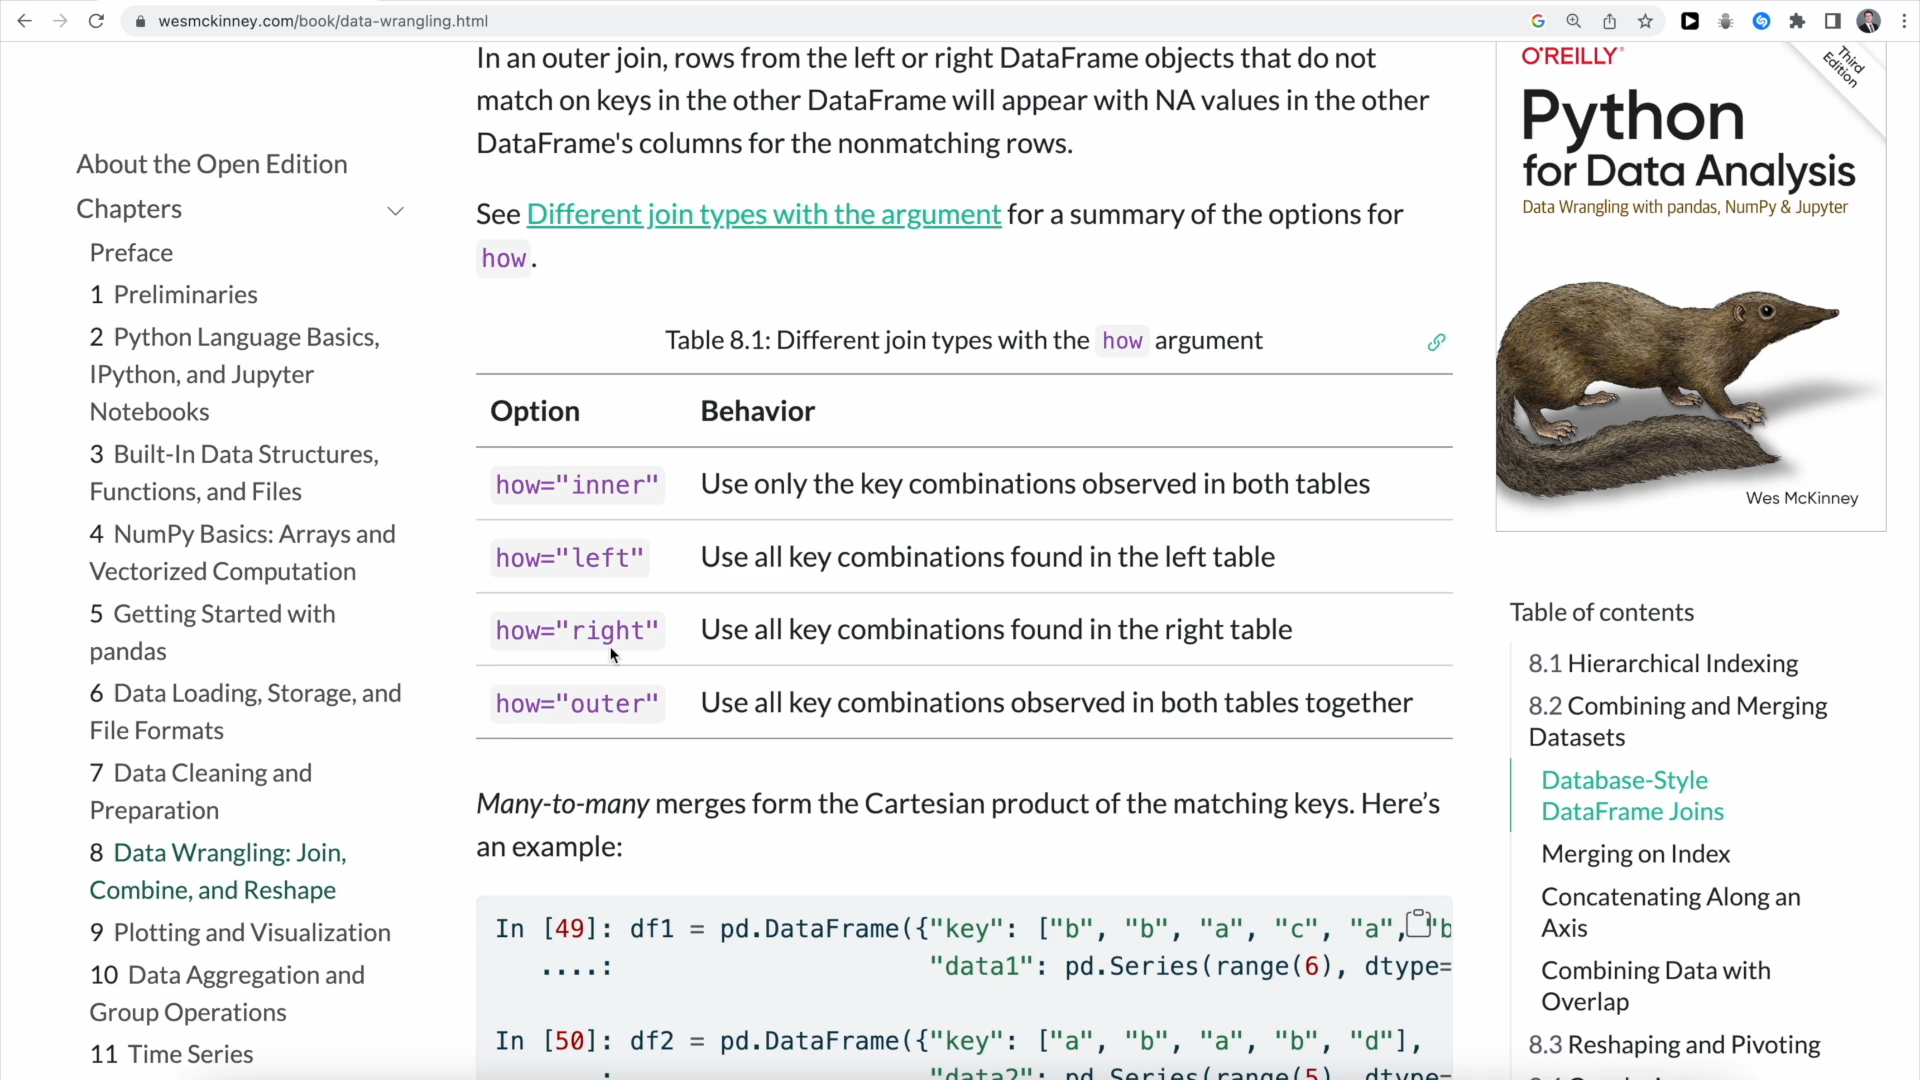 wesmckinney.com/book/data-wrangling.html
About the Open Edition
Chapters
Preface
1 Preliminaries
2 Python Language Basics,
IPython, and Jupyter
Notebooks
3 Built-In Data Structures,
Functions, and Files
4 NumPy Basics: Arrays and
Vectorized Computation
5 Getting Started with
pandas
6 Data Loading, Storage, and
File Formats
7 Data Cleaning and
Preparation
8 Data Wrangling: Join,
Combine, and Reshape
9 Plotting and Visualization
10 Data Aggregation and
Group Operations
11 Time Series
In an outer join, rows from the left or right DataFrame objects that do not
match on keys in the other DataFrame will appear with NA values in the other
DataFrame's columns for the nonmatching rows.
See Different join types with the argument for a summary of the options for
how.
Table 8.1: Different join types with the how argument
Option Behavior
how="inner" Use only the key combinations observed in both tables
how="left" Use all key combinations found in the left table
how="right" Use all key combinations found in the right table
how="outer" Use all key combinations observed in both tables together
Many-to-many merges form the Cartesian product of the matching keys. Here’s
an example:
In [49]: df1 = pd.DataFrame({"key": ["b", "b", "a", "c", "a", "b
....: "data1": pd.Series(range(6), dtype=
In [50]: df2 = pd.DataFrame({"key": ["a", "b", "a", "b", "d"],
"data2": pd.Series(range(5), dtype=
O'REILLY®
Third
Edition
Python
for Data Analysis
Data Wrangling with pandas, NumPy & Jupyter
Wes McKinney
Table of contents
8.1 Hierarchical Indexing
8.2 Combining and Merging
Datasets
Database-Style
DataFrame Joins
Merging on Index
Concatenating Along an
Axis
Combining Data with
Overlap
8.3 Reshaping and Pivoting